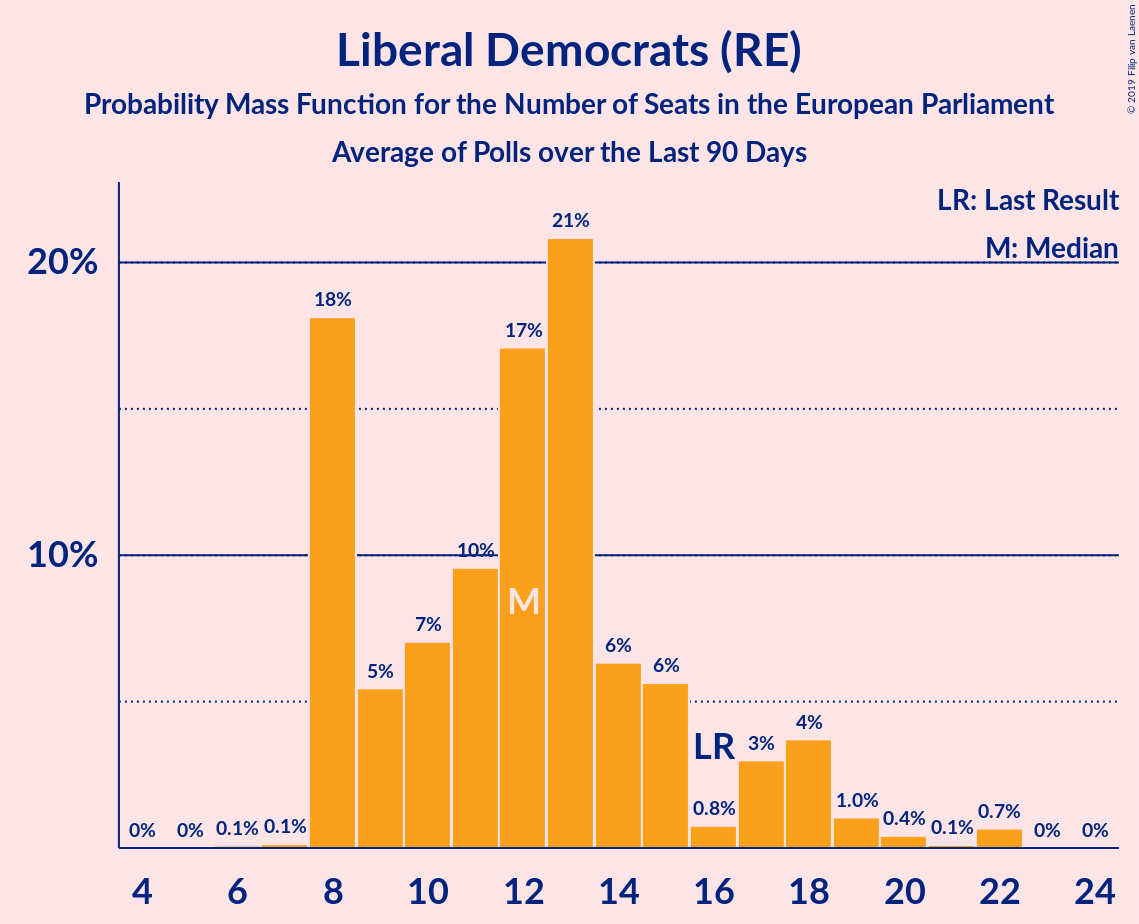 Liberal Democrats (RE)
Probability Mass Function for the Number of Seats in the European Parliament
Average of Polls over the Last 90 Days
© 2019 Filip van Laenen
LR: Last Result
M: Median
20%
10%
0%
0%
0.1%
0.1%
18%
5%
7%
10%
17%
21%
6%
6%
0.8%
3%
4%
1.0%
0.4%
0.1%
0.7%
0%
0%
M
LR
4 6 8 10 12 14 16 18 20 22 24